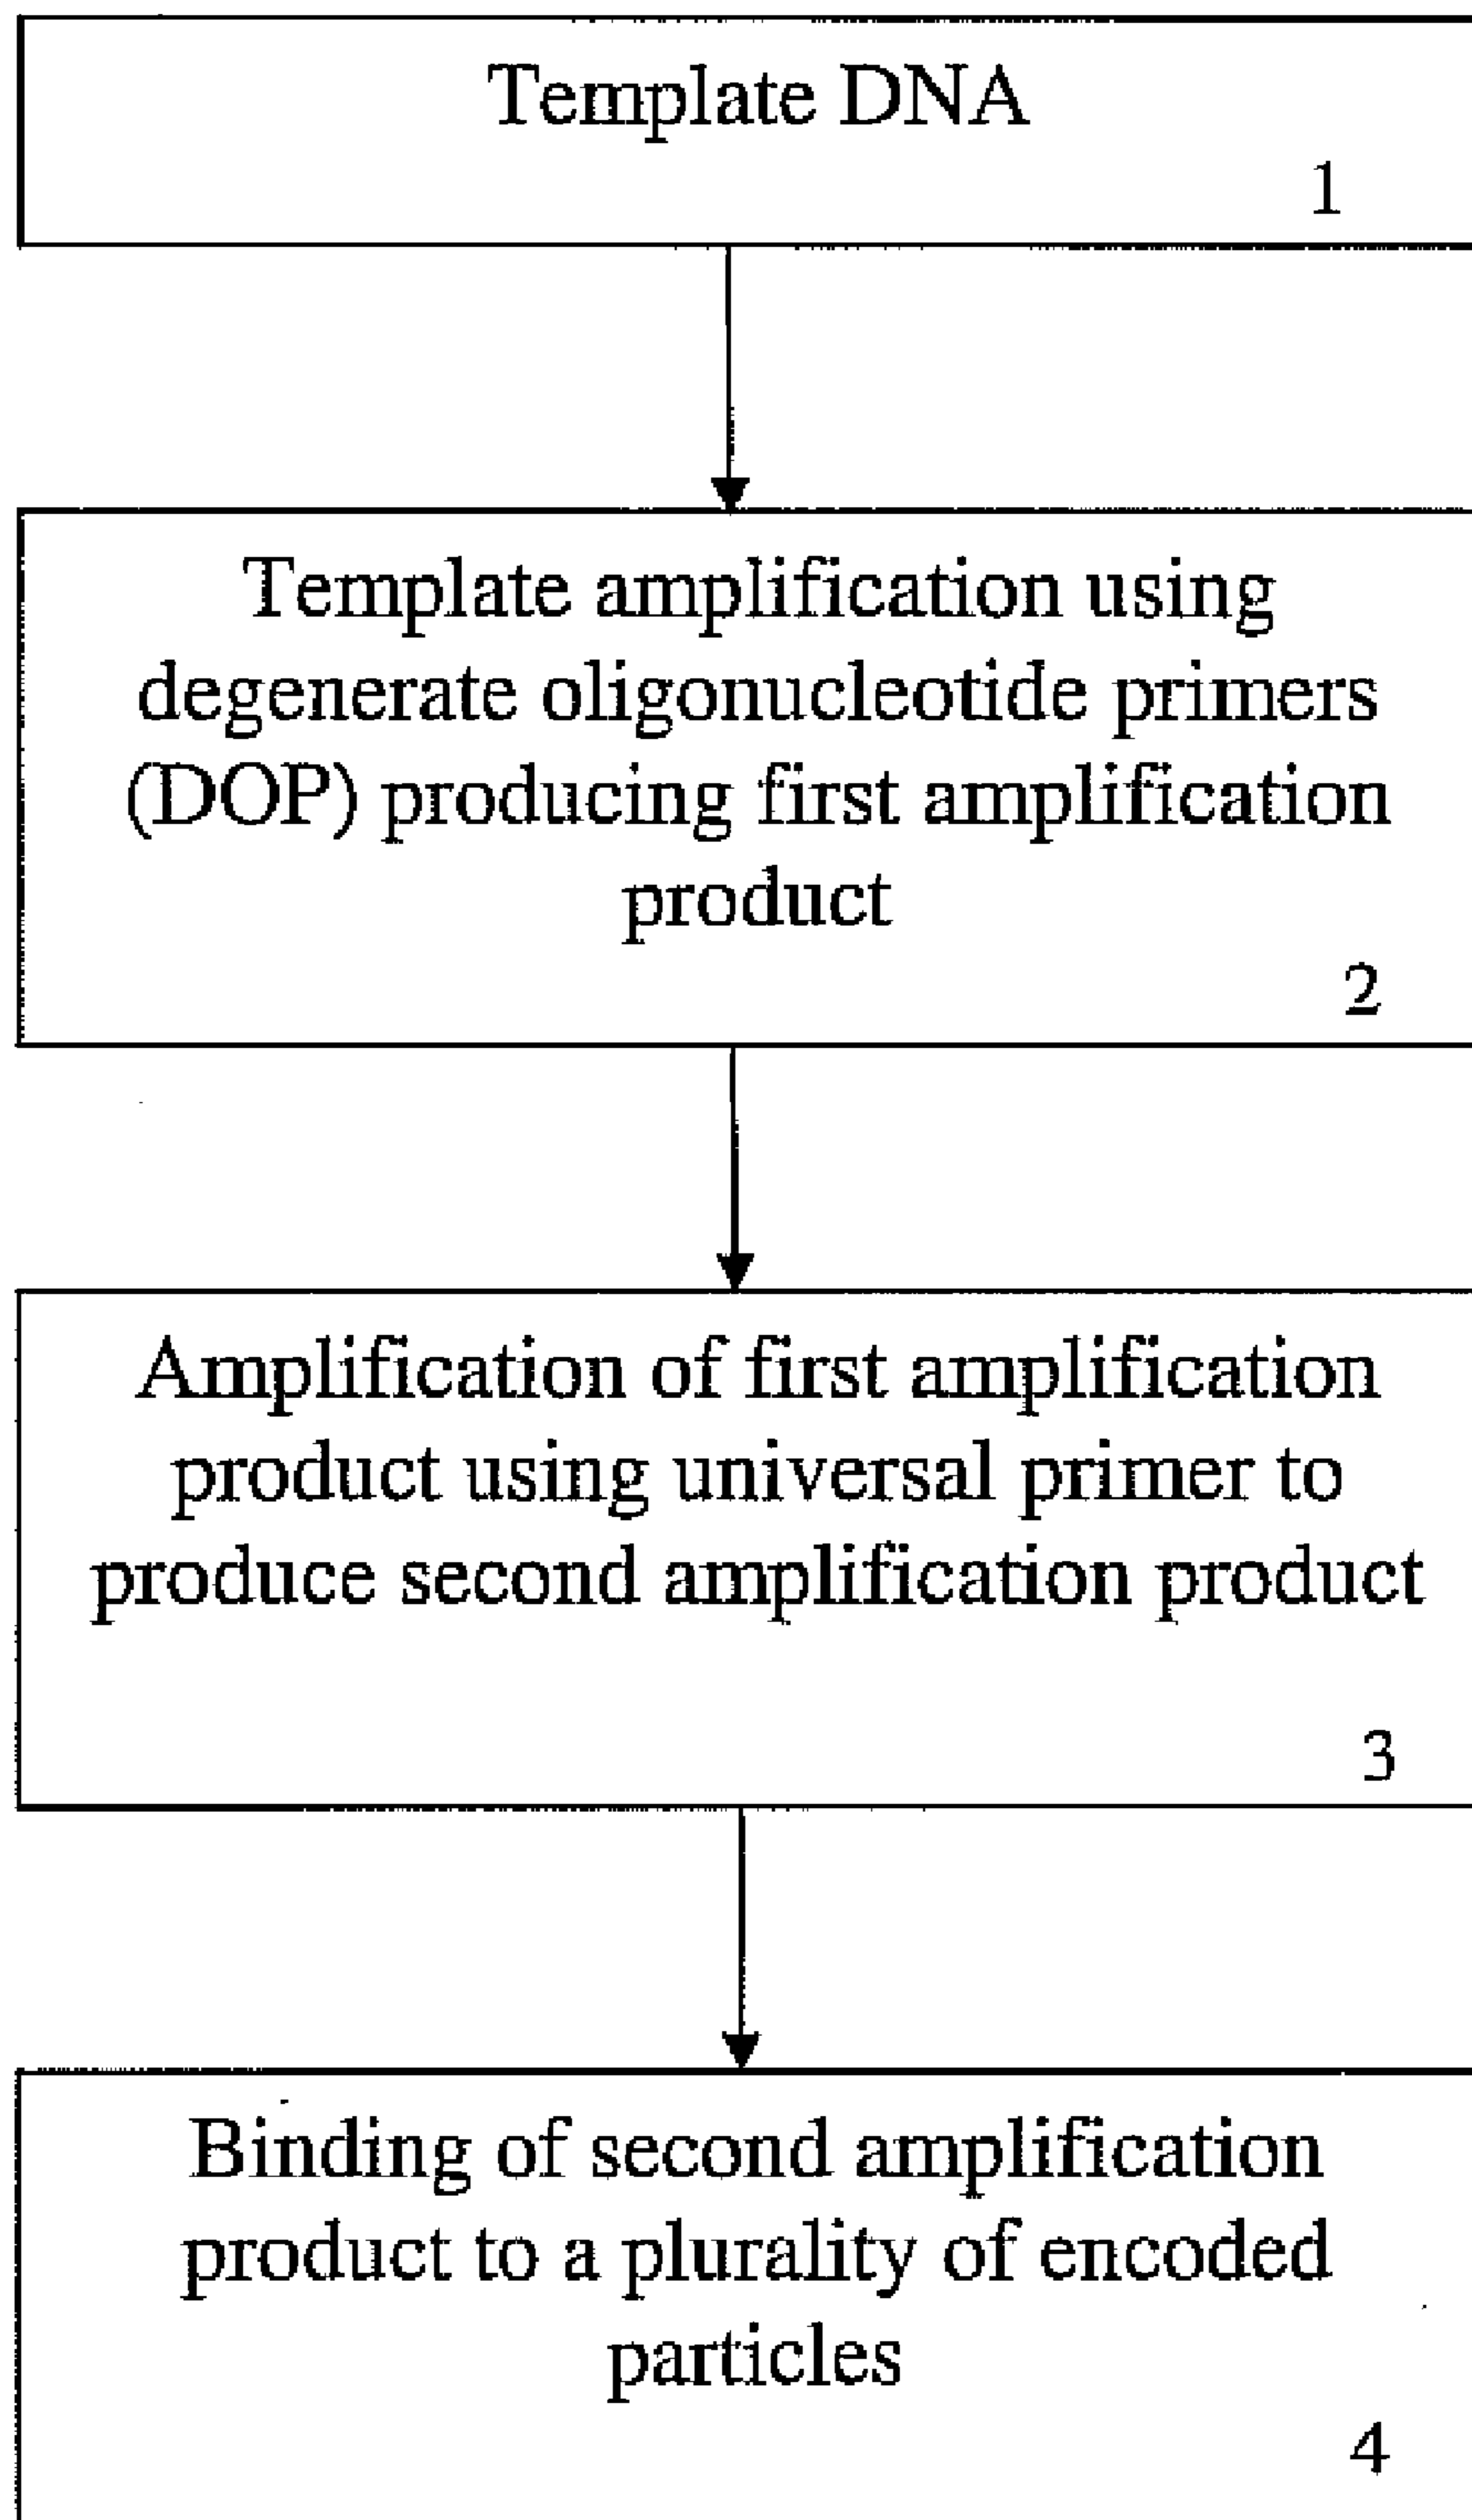 Template DNA
1
Template amplification using
degenerate oligonucleotide primers
(DOP) producing first amplification
product
2
Amplification of first amplification
product using universal primer to
produce second amplification product
3
Binding of second amplification
product to a plurality of encoded
particles
4